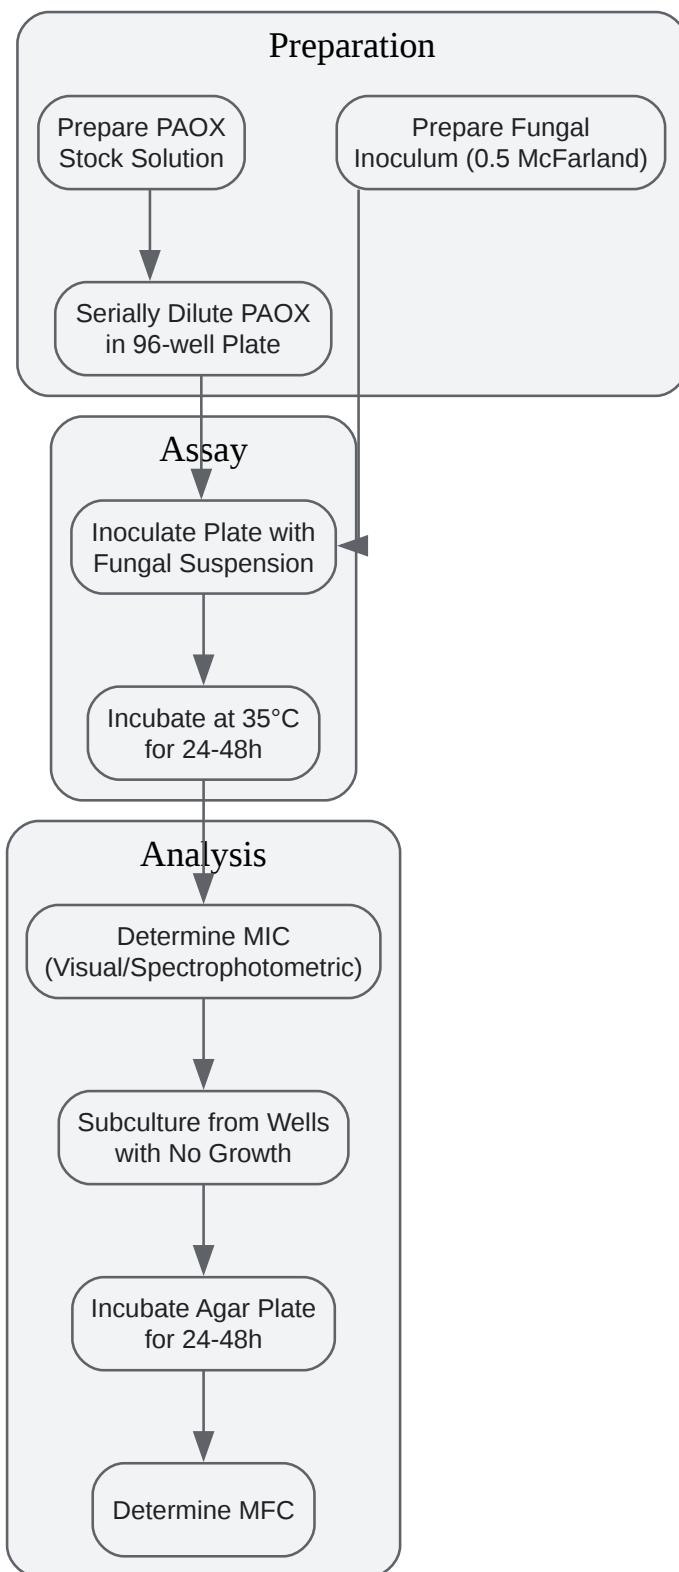 Preparation
Prepare PAOX
Stock Solution
Prepare Fungal
Inoculum (0.5 McFarland)
Serially Dilute PAOX
in 96-well Plate
Assay
Inoculate Plate with
Fungal Suspension
Incubate at 35°C
for 24-48h
Analysis
Determine MIC
(Visual/Spectrophotometric)
Subculture from Wells
with No Growth
Incubate Agar Plate
for 24-48h
Determine MFC